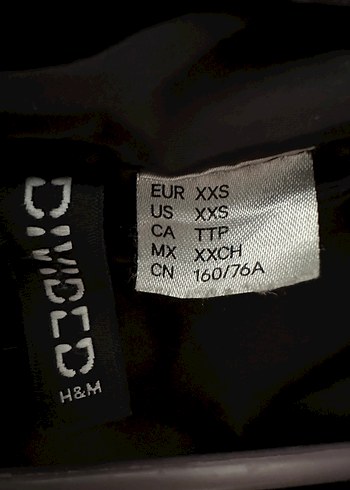 DIVIDED
H&M
EUR XXS
US XXS
CA TTP
MX XXCH
CN 160/76A